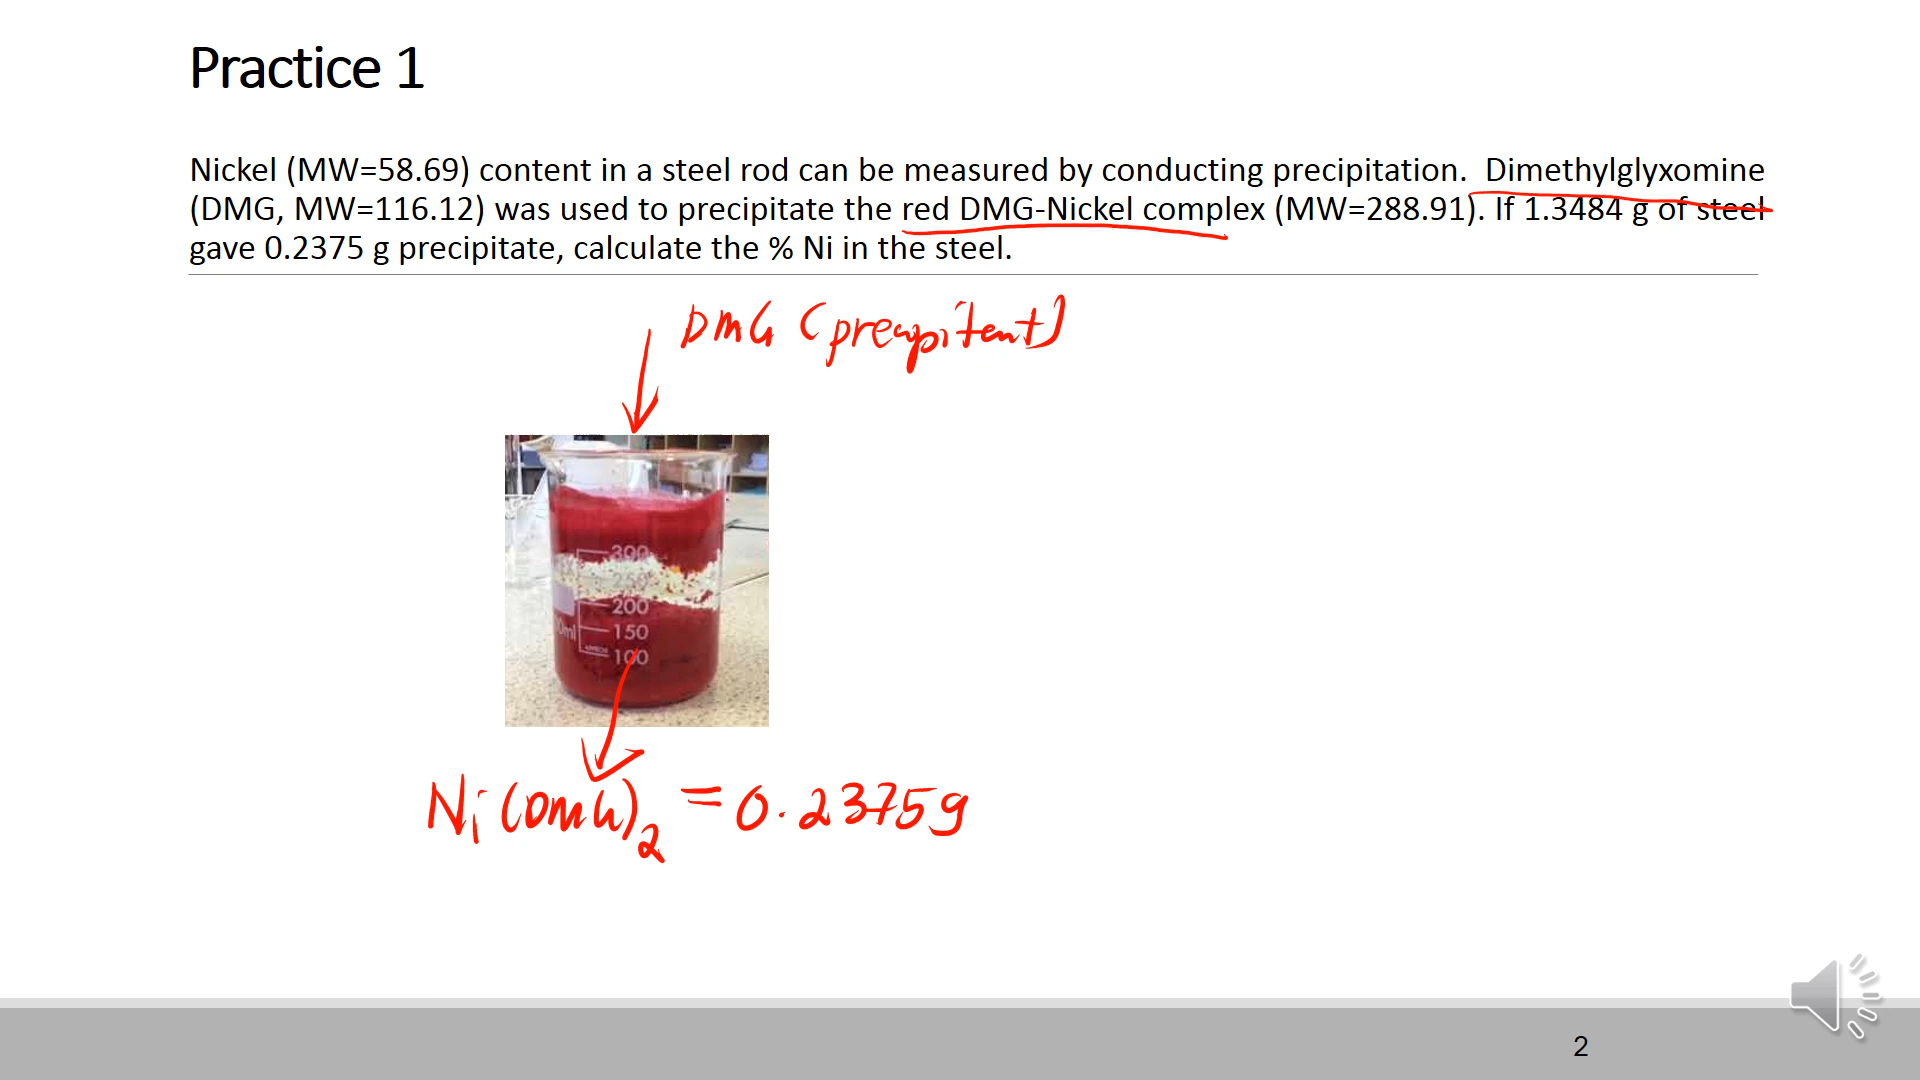 Practice 1
Nickel (MW=58.69) content in a steel rod can be measured by conducting precipitation.  Dimethylglyxomine
(DMG, MW=116.12) was used to precipitate the red DMG-Nickel complex (MW=288.91). If 1.3484 g of steel
gave 0.2375 g precipitate, calculate the % Ni in the steel.
DMG (precipitent)
300
250
200
0ml
150
APPROX
100
Ni(DMG)2 = 0.2375g
2